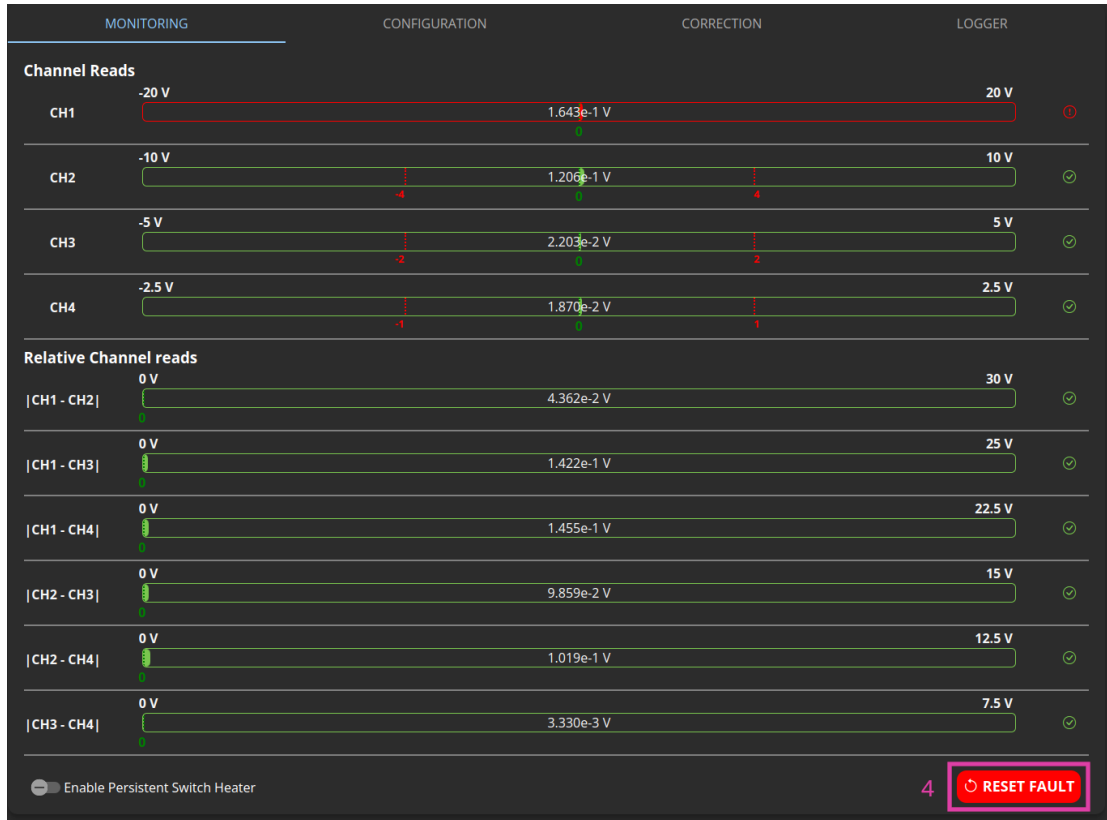 MONITORING CONFIGURATION CORRECTION LOGGER
Channel Reads
-20 V 20 V
CH1 1.643e-1 V
0
-10 V 10 V
CH2 1.206e-1 V
-4 0 4
-5 V 5 V
CH3 2.203e-2 V
-2 0 2
-2.5 V 2.5 V
CH4 1.870e-2 V
-1 0 1
Relative Channel reads
0 V 30 V
|CH1 - CH2| 4.362e-2 V
0
0 V 25 V
|CH1 - CH3| 1.422e-1 V
0
0 V 22.5 V
|CH1 - CH4| 1.455e-1 V
0
0 V 15 V
|CH2 - CH3| 9.859e-2 V
0
0 V 12.5 V
|CH2 - CH4| 1.019e-1 V
0
0 V 7.5 V
|CH3 - CH4| 3.330e-3 V
0
Enable Persistent Switch Heater 4 RESET FAULT